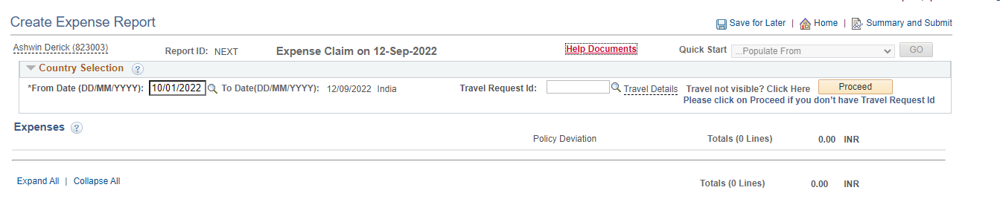 Create Expense Report
Save for Later | Home | Summary and Submit
Ashwin Derick (823003) Report ID: NEXT Expense Claim on 12-Sep-2022 Help Documents Quick Start ...Populate From GO
Country Selection ?
*From Date (DD/MM/YYYY): 10/01/2022 To Date(DD/MM/YYYY): 12/09/2022 India Travel Request Id: Travel Details Travel not visible? Click Here Proceed
Please click on Proceed if you don't have Travel Request Id
Expenses ?
Policy Deviation Totals (0 Lines) 0.00 INR
Expand All | Collapse All Totals (0 Lines) 0.00 INR